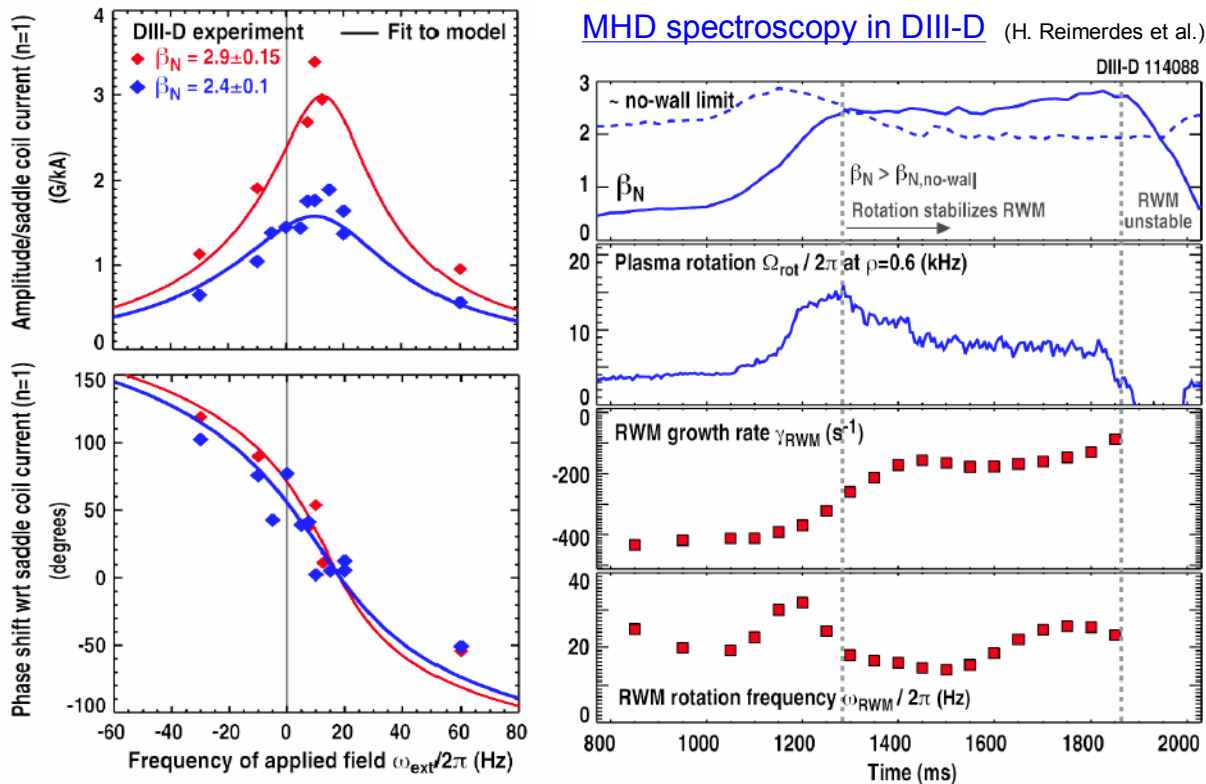 MHD spectroscopy in DIII-D (H. Reimerdes et al.)
DIII-D experiment
Fit to model
βN = 2.9±0.15
βN = 2.4±0.1
Amplitude/saddle coil current (n=1)
(G/kA)
4
3
2
1
0
Phase shift wrt saddle coil current (n=1)
(degrees)
150
100
50
0
-50
-100
-60 -40 -20 0 20 40 60 80
Frequency of applied field ωext/2π (Hz)
DIII-D 114088
3
2
1
0
~ no-wall limit
βN
βN > βN,no-wall
Rotation stabilizes RWM
RWM
unstable
Plasma rotation Ωrot / 2π at ρ=0.6 (kHz)
20
10
0
RWM growth rate γRWM (s-1)
0
-200
-400
40
20
0
RWM rotation frequency ωRWM / 2π (Hz)
800 1000 1200 1400 1600 1800 2000
Time (ms)